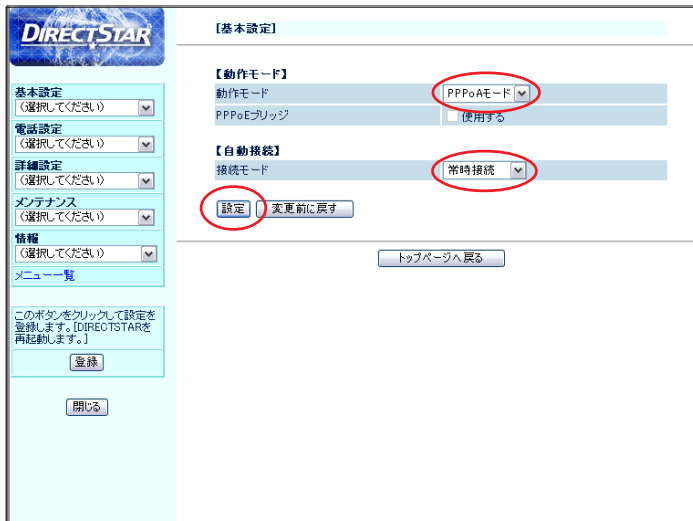 DIRECTSTAR
基本設定
(選択してください)
電話設定
(選択してください)
詳細設定
(選択してください)
メンテナンス
(選択してください)
情報
(選択してください)
メニュー一覧
このボタンをクリックして設定を
登録します。[DIRECTSTARを
再起動します。]
登録
閉じる
[基本設定]
【動作モード】
動作モード PPPoAモード
PPPoEブリッジ 使用する
【自動接続】
接続モード 常時接続
設定 変更前に戻す
トップページへ戻る